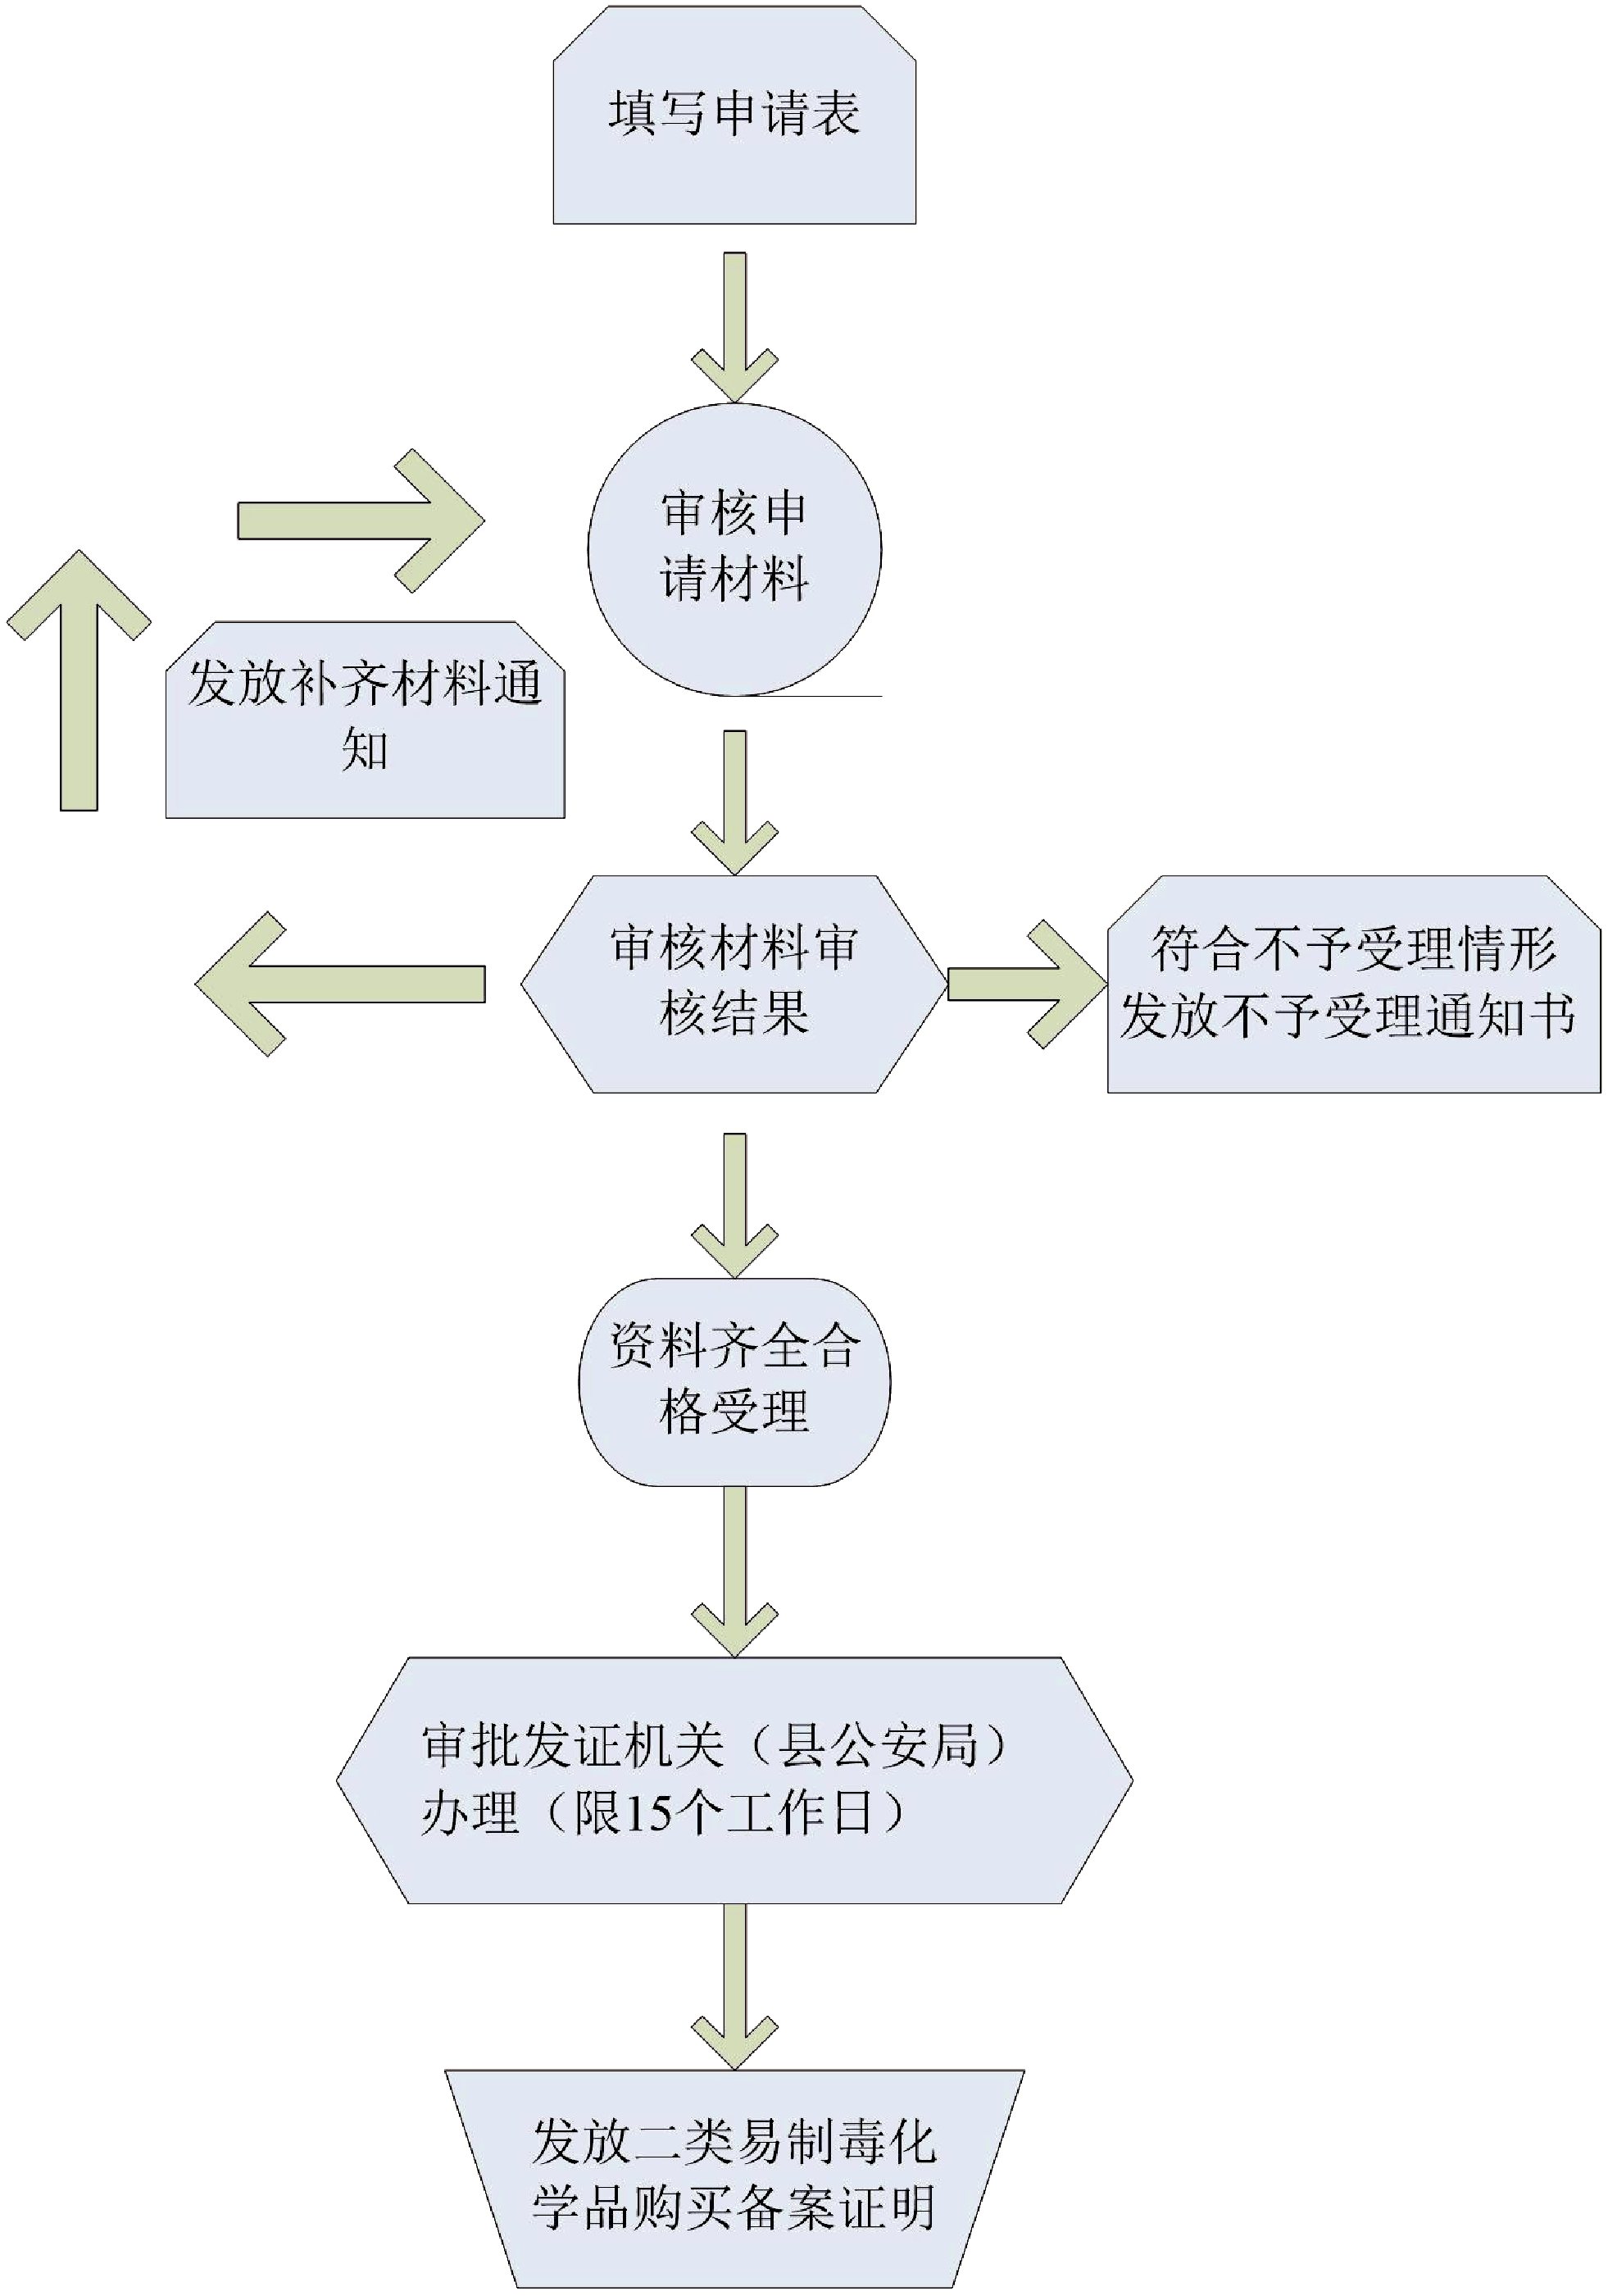 填写申请表
审核申
请材料
发放补齐材料通
知
审核材料审
核结果
符合不予受理情形
发放不予受理通知书
资料齐全合
格受理
审批发证机关（县公安局）
办理（限15个工作日）
发放二类易制毒化
学品购买备案证明